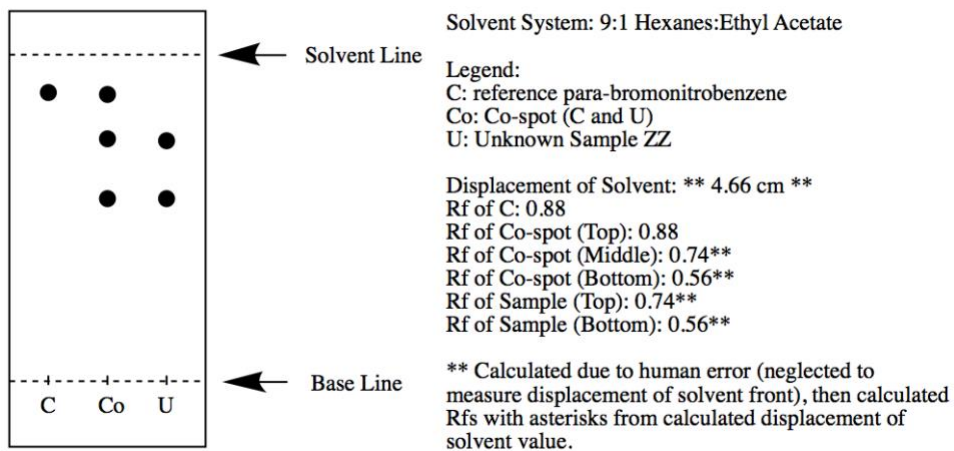 Solvent System: 9:1 Hexanes:Ethyl Acetate
Solvent Line
Legend:
C: reference para-bromonitrobenzene
Co: Co-spot (C and U)
U: Unknown Sample ZZ
Displacement of Solvent: ** 4.66 cm **
Rf of C: 0.88
Rf of Co-spot (Top): 0.88
Rf of Co-spot (Middle): 0.74**
Rf of Co-spot (Bottom): 0.56**
Rf of Sample (Top): 0.74**
Rf of Sample (Bottom): 0.56**
Base Line
C Co U
** Calculated due to human error (neglected to
measure displacement of solvent front), then calculated
Rfs with asterisks from calculated displacement of
solvent value.